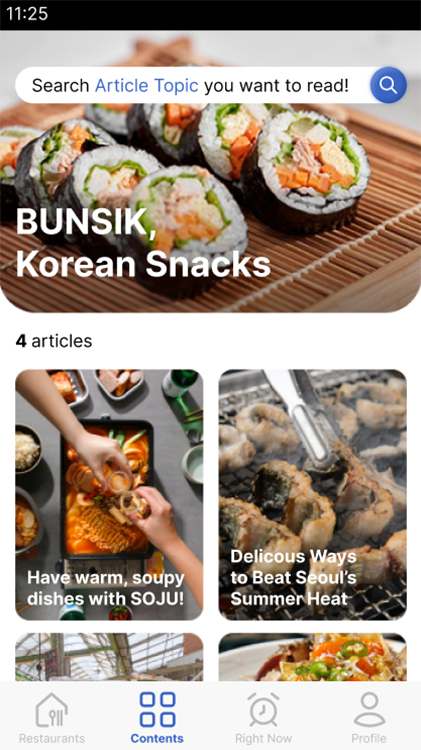 11:25
Search Article Topic you want to read!
BUNSIK,
Korean Snacks
4 articles
Have warm, soupy
dishes with SOJU!
Delicous Ways
to Beat Seoul's
Summer Heat
Restaurants
Contents
Right Now
Profile